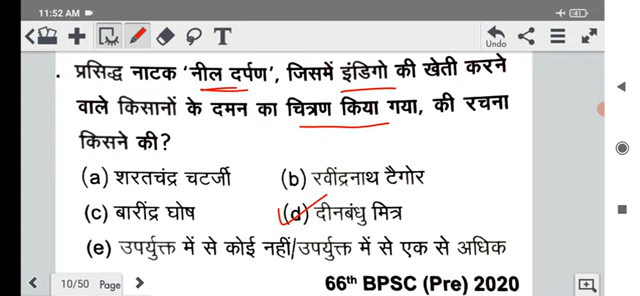 11:52 AM
41
T
Undo
. प्रसिद्ध नाटक ‘नील दर्पण’, जिसमें इंडिगो की खेती करने
वाले किसानों के दमन का चित्रण किया गया, की रचना
किसने की?
(a) शरतचंद्र चटर्जी (b) रवींद्रनाथ टैगोर
(c) बारींद्र घोष (d) दीनबंधु मित्र
(e) उपर्युक्त में से कोई नहीं/उपर्युक्त में से एक से अधिक
10/50 Page 66th BPSC (Pre) 2020